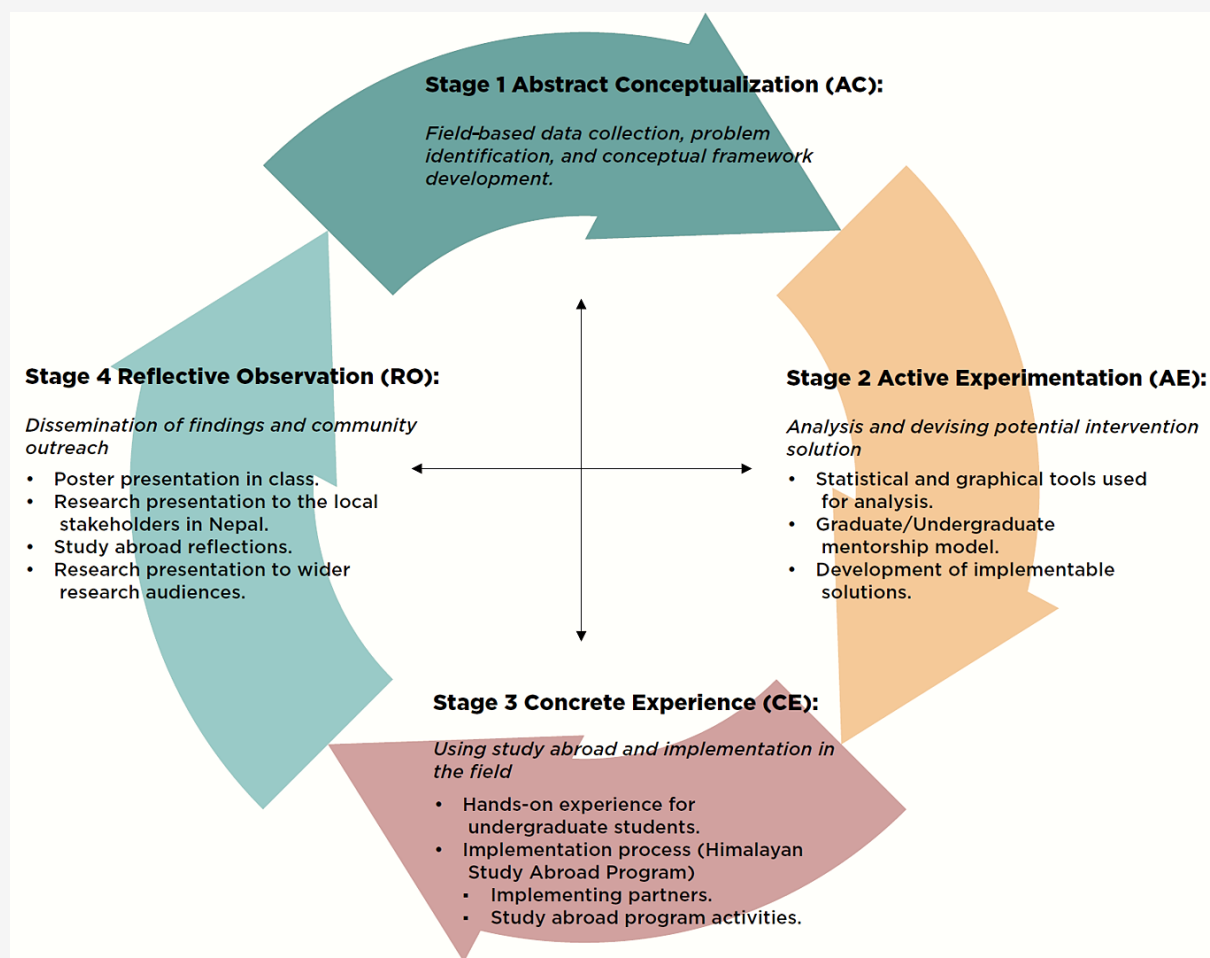 Stage 1 Abstract Conceptualization (AC):
Field-based data collection, problem
identification, and conceptual framework
development.
Stage 2 Active Experimentation (AE):
Analysis and devising potential intervention
solution
• Statistical and graphical tools used
for analysis.
• Graduate/Undergraduate
mentorship model.
• Development of implementable
solutions.
Stage 3 Concrete Experience (CE):
Using study abroad and implementation in
the field
• Hands-on experience for
undergraduate students.
• Implementation process (Himalayan
Study Abroad Program)
▪ Implementing partners.
▪ Study abroad program activities.
Stage 4 Reflective Observation (RO):
Dissemination of findings and community
outreach
• Poster presentation in class.
• Research presentation to the local
stakeholders in Nepal.
• Study abroad reflections.
• Research presentation to wider
research audiences.